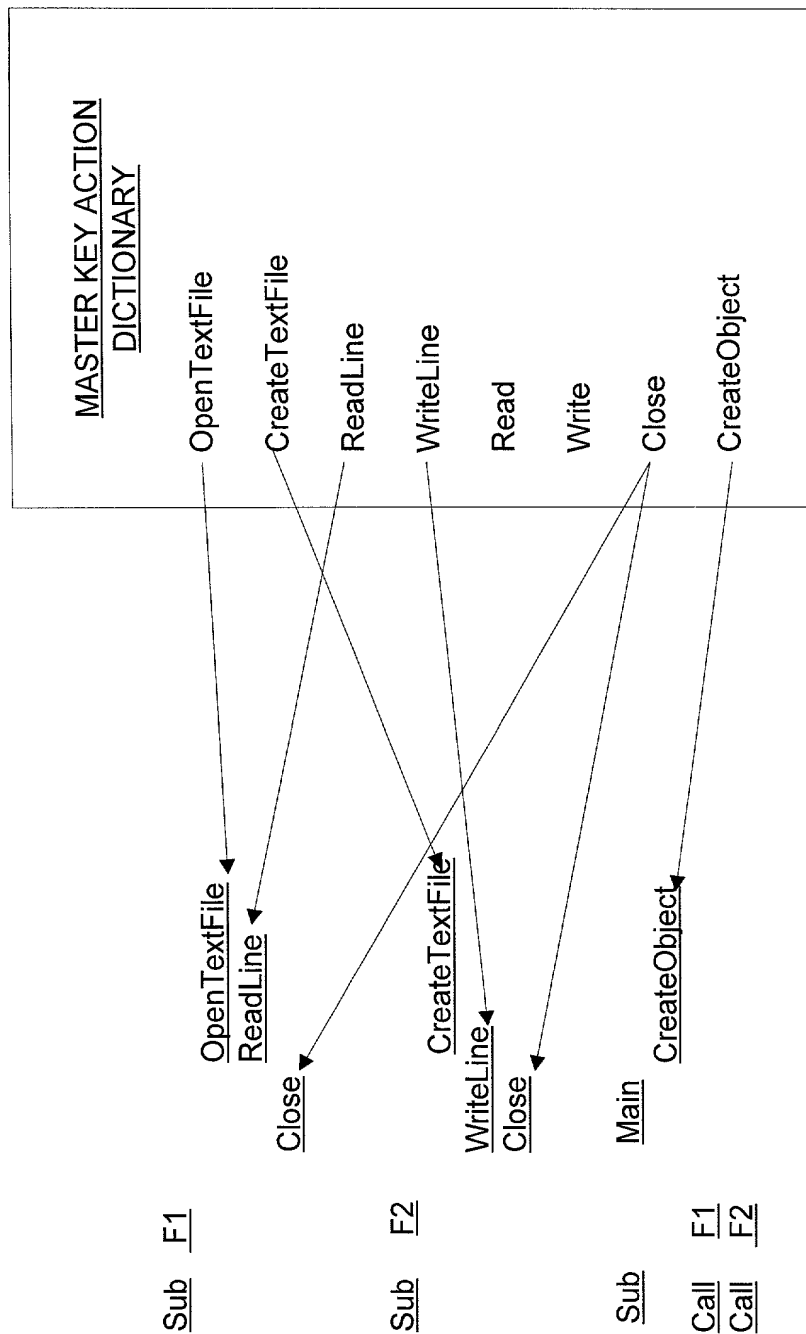 Sub F1
OpenTextFile
ReadLine
Close
Sub F2
CreateTextFile
WriteLine
Close
Sub Main
CreateObject
Call F1
Call F2
MASTER KEY ACTION
DICTIONARY
OpenTextFile
CreateTextFile
ReadLine
WriteLine
Read
Write
Close
CreateObject